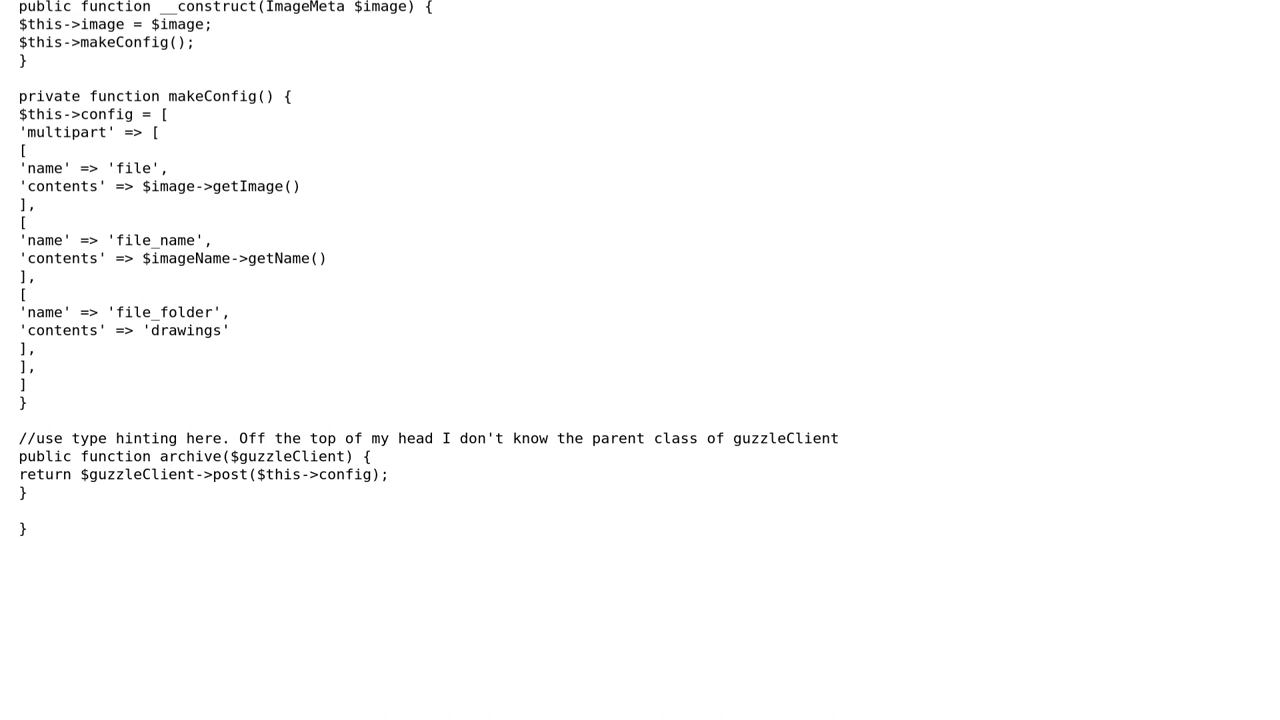 public function __construct(ImageMeta $image) {
$this->image = $image;
$this->makeConfig();
}
private function makeConfig() {
$this->config = [
'multipart' => [
[
'name' => 'file',
'contents' => $image->getImage()
],
[
'name' => 'file_name',
'contents' => $imageName->getName()
],
[
'name' => 'file_folder',
'contents' => 'drawings'
],
],
]
}
//use type hinting here. Off the top of my head I don't know the parent class of guzzleClient
public function archive($guzzleClient) {
return $guzzleClient->post($this->config);
}
}